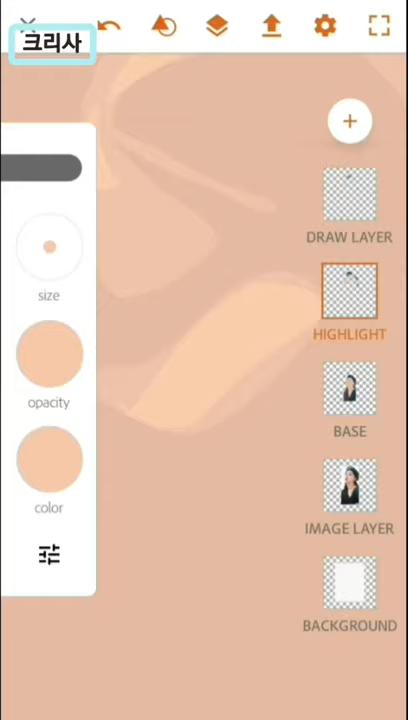 크리사
DRAW LAYER
size
HIGHLIGHT
opacity
BASE
color
IMAGE LAYER
BACKGROUND